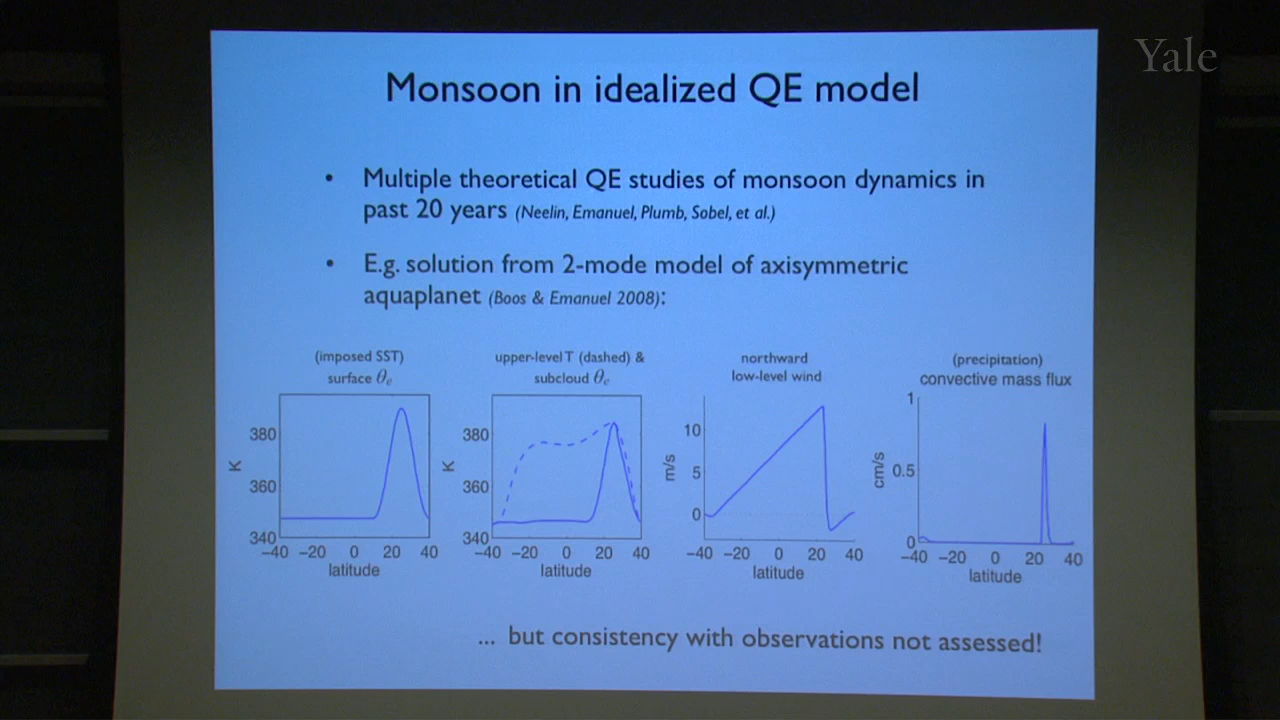 Yale
Monsoon in idealized QE model
• Multiple theoretical QE studies of monsoon dynamics in
past 20 years (Neelin, Emanuel, Plumb, Sobel, et al.)
• E.g. solution from 2-mode model of axisymmetric
aquaplanet (Boos & Emanuel 2008):
(imposed SST)
surface θe
K
380
360
340
−40 −20 0 20 40
latitude
upper-level T (dashed) &
subcloud θe
K
380
360
340
−40 −20 0 20 40
latitude
northward
low-level wind
m/s
10
5
0
−40 −20 0 20 40
latitude
(precipitation)
convective mass flux
cm/s
1
0.5
0
−40 −20 0 20 40
latitude
... but consistency with observations not assessed!